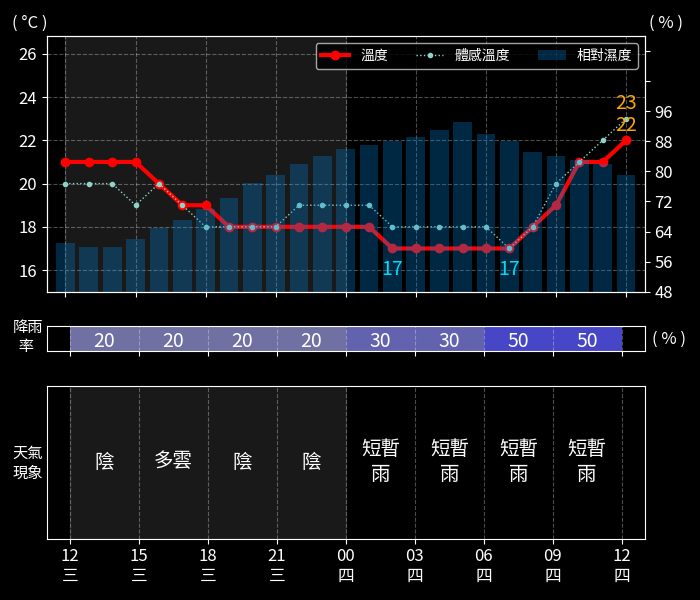 ( °C )
( % )
溫度 體感溫度 相對濕度
26
24
22
20
18
16
96
88
80
72
64
56
48
23
22
17 17
降雨
率
20 20 20 20 30 30 50 50
( % )
天氣
現象
陰 多雲 陰 陰 短暫 短暫 短暫 短暫
雨 雨 雨 雨
12 15 18 21 00 03 06 09 12
三 三 三 三 四 四 四 四 四